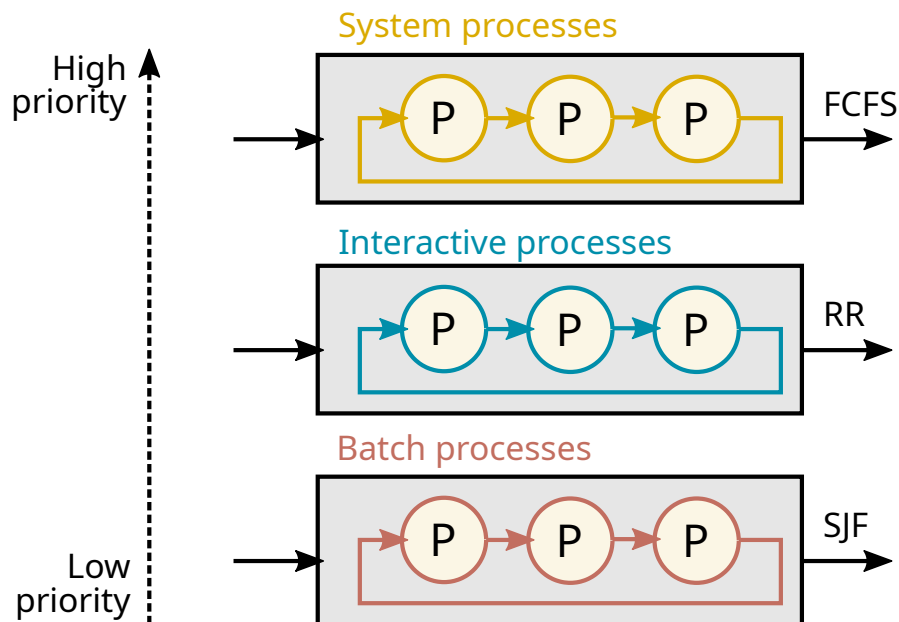 System processes
High
priority
P P P
FCFS
Interactive processes
P P P
RR
Batch processes
P P P
SJF
Low
priority